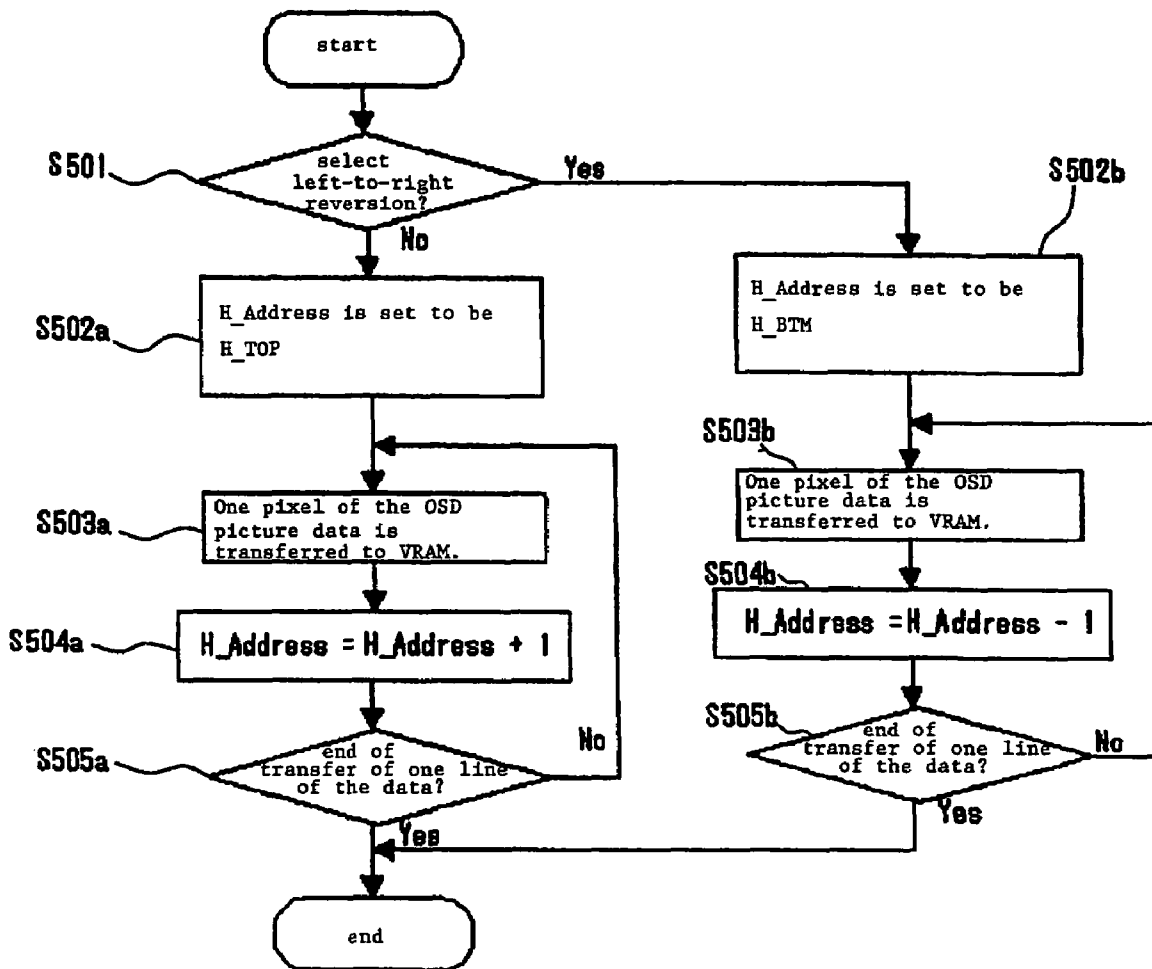 start
S501
select
left-to-right
reversion?
Yes
No
S502a
H_Address is set to be
H_TOP
S503a
One pixel of the OSD
picture data is
transferred to VRAM.
S504a
H_Address = H_Address + 1
S505a
end of
transfer of one line
of the data?
No
Yes
S502b
H_Address is set to be
H_BTM
S503b
One pixel of the OSD
picture data is
transferred to VRAM.
S504b
H_Address =H_Address - 1
S505b
end of
transfer of one line
of the data?
No
Yes
end